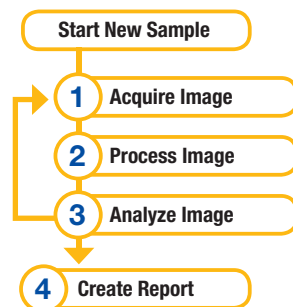 Start New Sample
1 Acquire Image
2 Process Image
3 Analyze Image
4 Create Report